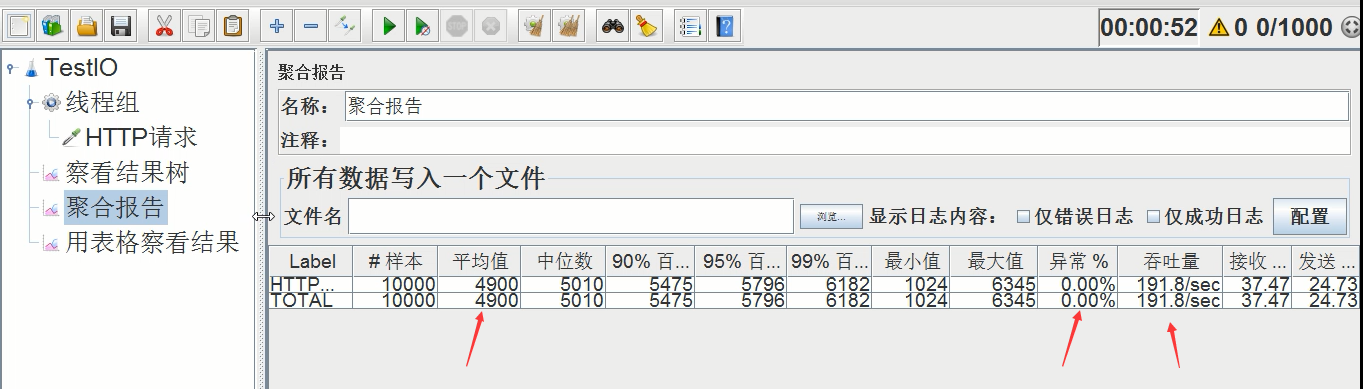 00:00:52 0 0/1000
TestIO
线程组
HTTP请求
察看结果树
聚合报告
用表格察看结果
聚合报告
名称： 聚合报告
注释：
所有数据写入一个文件
文件名 浏览... 显示日志内容： 仅错误日志 仅成功日志 配置
Label # 样本 平均值 中位数 90% 百... 95% 百... 99% 百... 最小值 最大值 异常 % 吞吐量 接收 ... 发送 ...
HTTP... 10000 4900 5010 5475 5796 6182 1024 6345 0.00% 191.8/sec 37.47 24.73
TOTAL 10000 4900 5010 5475 5796 6182 1024 6345 0.00% 191.8/sec 37.47 24.73